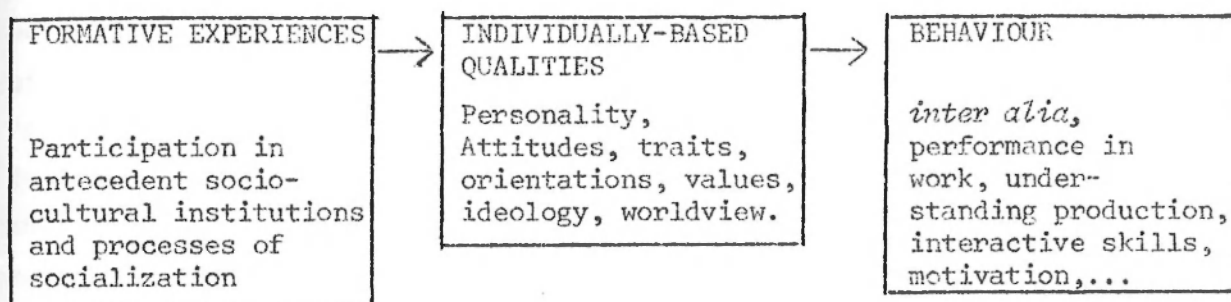 FORMATIVE EXPERIENCES
Participation in
antecedent socio-
cultural institutions
and processes of
socialization
INDIVIDUALLY-BASED
QUALITIES
Personality,
Attitudes, traits,
orientations, values,
ideology, worldview.
BEHAVIOUR
inter alia,
performance in
work, under-
standing production,
interactive skills,
motivation,...